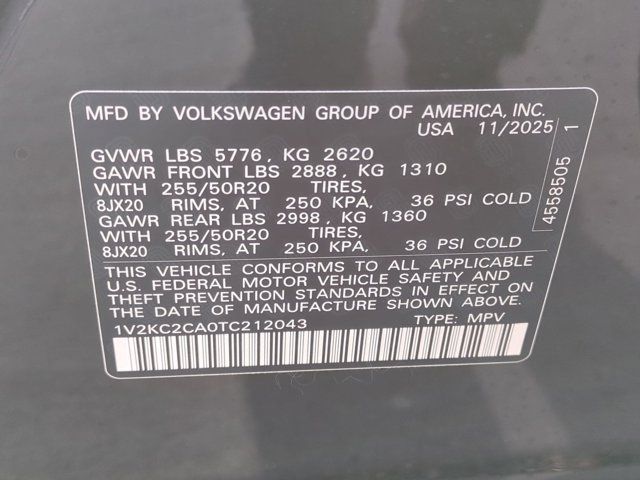 MFD BY VOLKSWAGEN GROUP OF AMERICA, INC.
USA 11/2025
GVWR LBS 5776, KG 2620
GAWR FRONT LBS 2888, KG 1310
WITH 255/50R20 TIRES,
8JX20 RIMS, AT 250 KPA, 36 PSI COLD
GAWR REAR LBS 2998, KG 1360
WITH 255/50R20 TIRES,
8JX20 RIMS, AT 250 KPA, 36 PSI COLD
THIS VEHICLE CONFORMS TO ALL APPLICABLE
U.S. FEDERAL MOTOR VEHICLE SAFETY AND
THEFT PREVENTION STANDARDS IN EFFECT ON
THE DATE OF MANUFACTURE SHOWN ABOVE.
1V2KC2CA0TC212043 TYPE: MPV
4558505 1